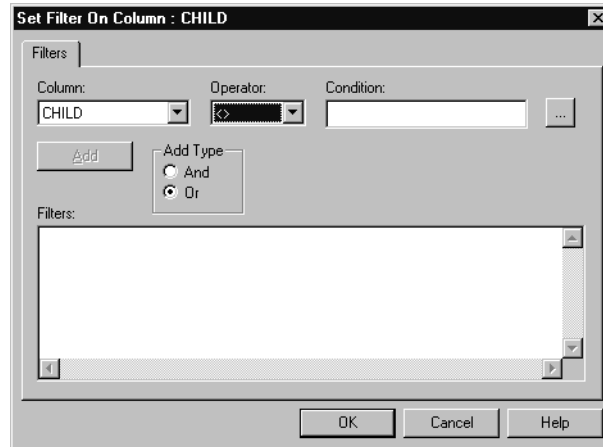 Set Filter On Column : CHILD
Filters
Column: Operator: Condition:
CHILD <> ...
Add Add Type
And
Or
Filters:
OK Cancel Help